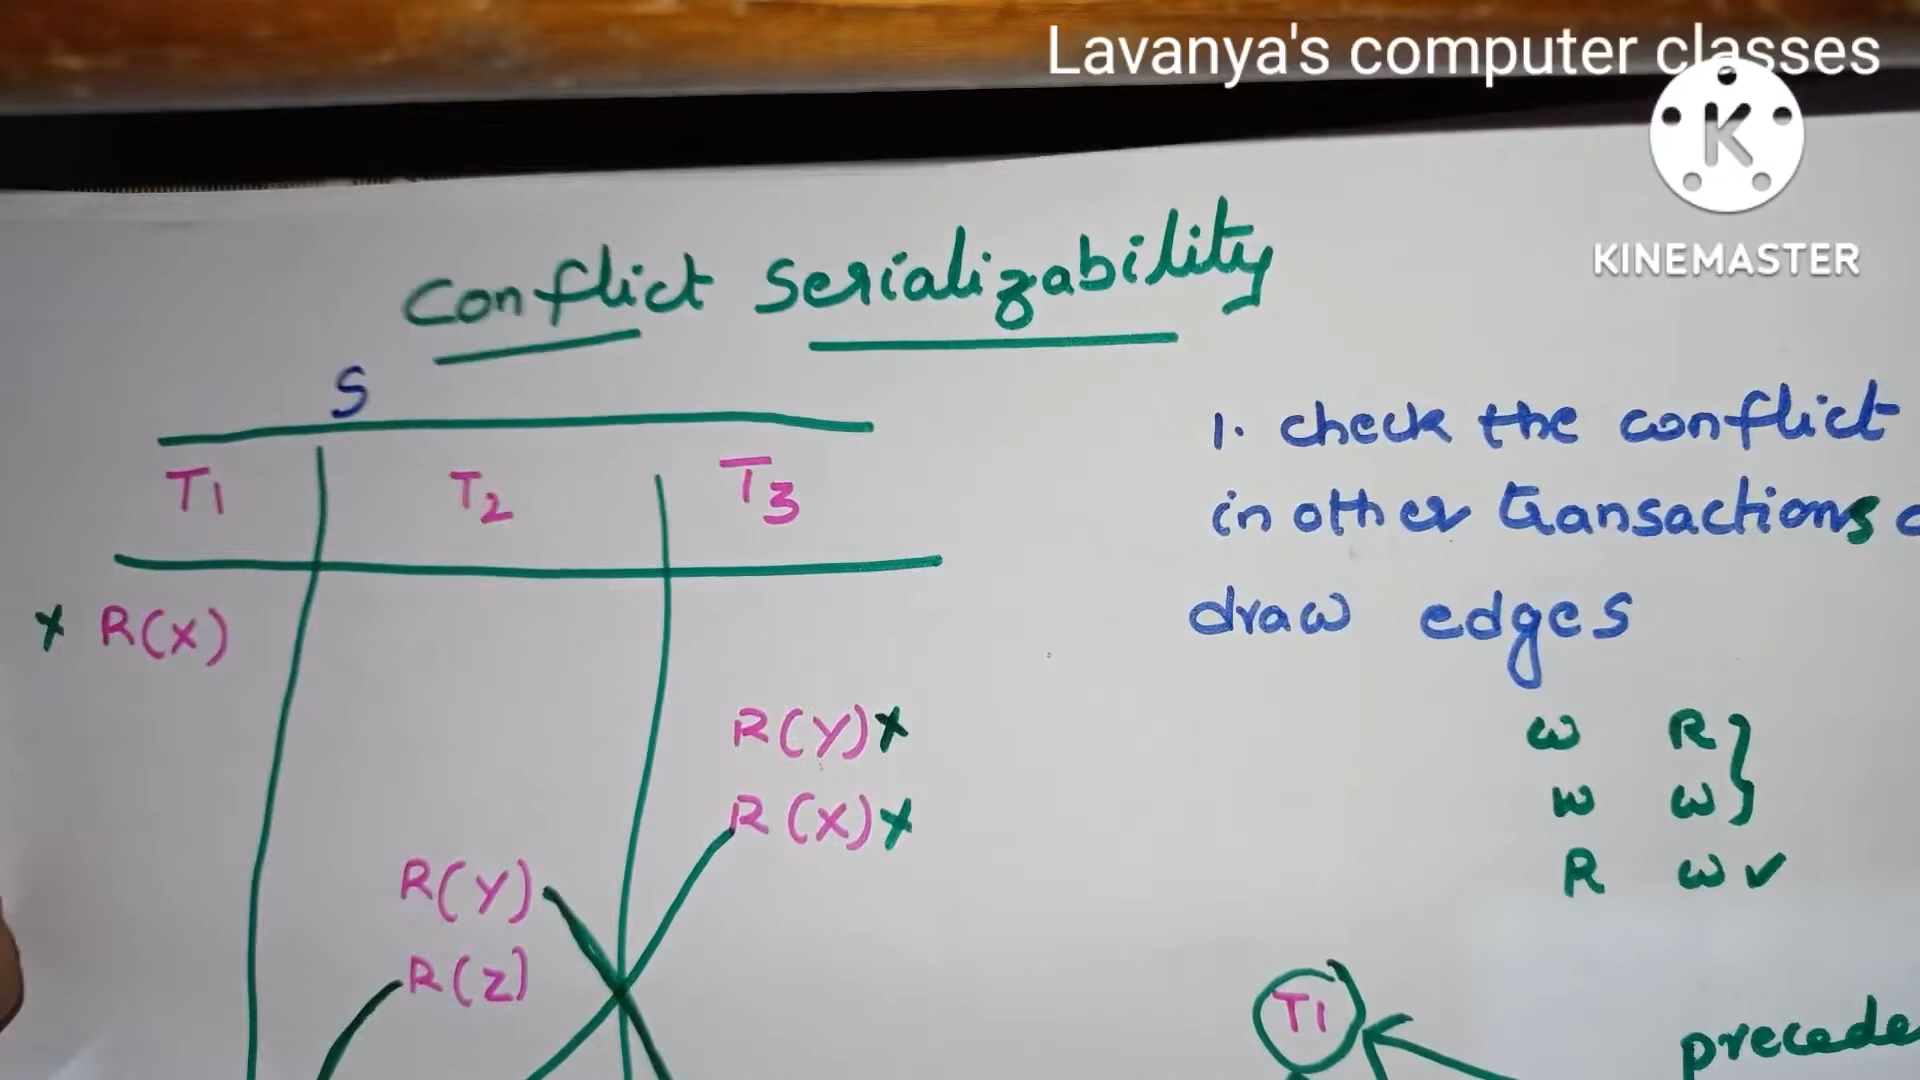 Lavanya's computer classes
KINEMASTER
Conflict Serializability
S
T1 T2 T3
x R(X)
R(Y)x
R(X)x
R(Y)
R(Z)
1. check the conflict
in other transactions
draw edges
W R}
W W}
R W ✓
T1